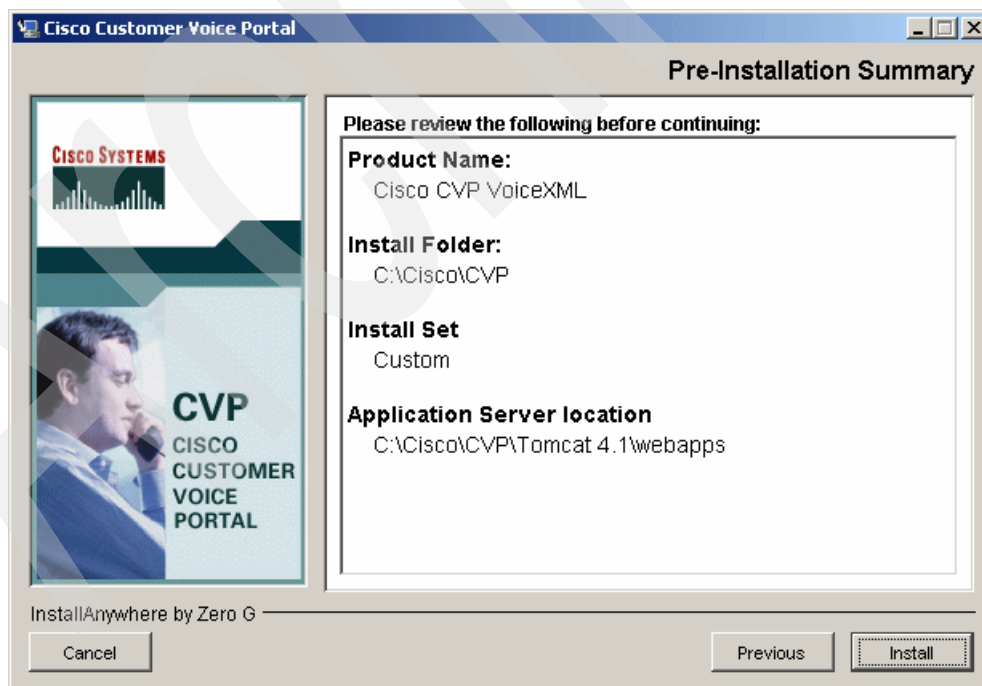 Cisco Customer Voice Portal
Pre-Installation Summary
CISCO SYSTEMS
CVP
CISCO
CUSTOMER
VOICE
PORTAL
Please review the following before continuing:
Product Name:
Cisco CVP VoiceXML
Install Folder:
C:\Cisco\CVP
Install Set
Custom
Application Server location
C:\Cisco\CVP\Tomcat 4.1\webapps
InstallAnywhere by Zero G
Cancel
Previous
Install